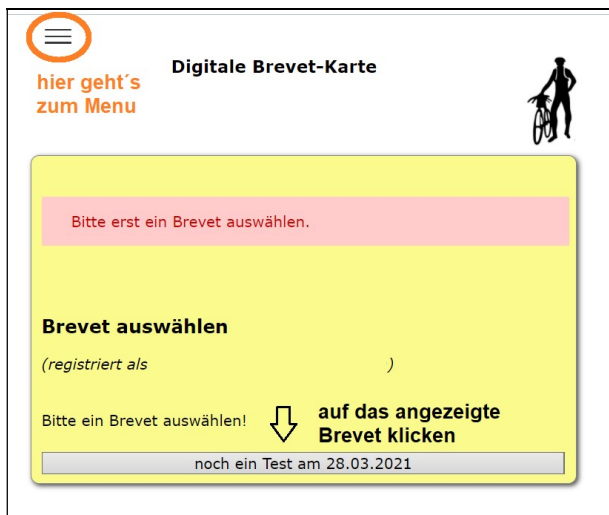 hier geht´s
zum Menu
Digitale Brevet-Karte
Bitte erst ein Brevet auswählen.
Brevet auswählen
(registriert als )
Bitte ein Brevet auswählen!
auf das angezeigte
Brevet klicken
noch ein Test am 28.03.2021